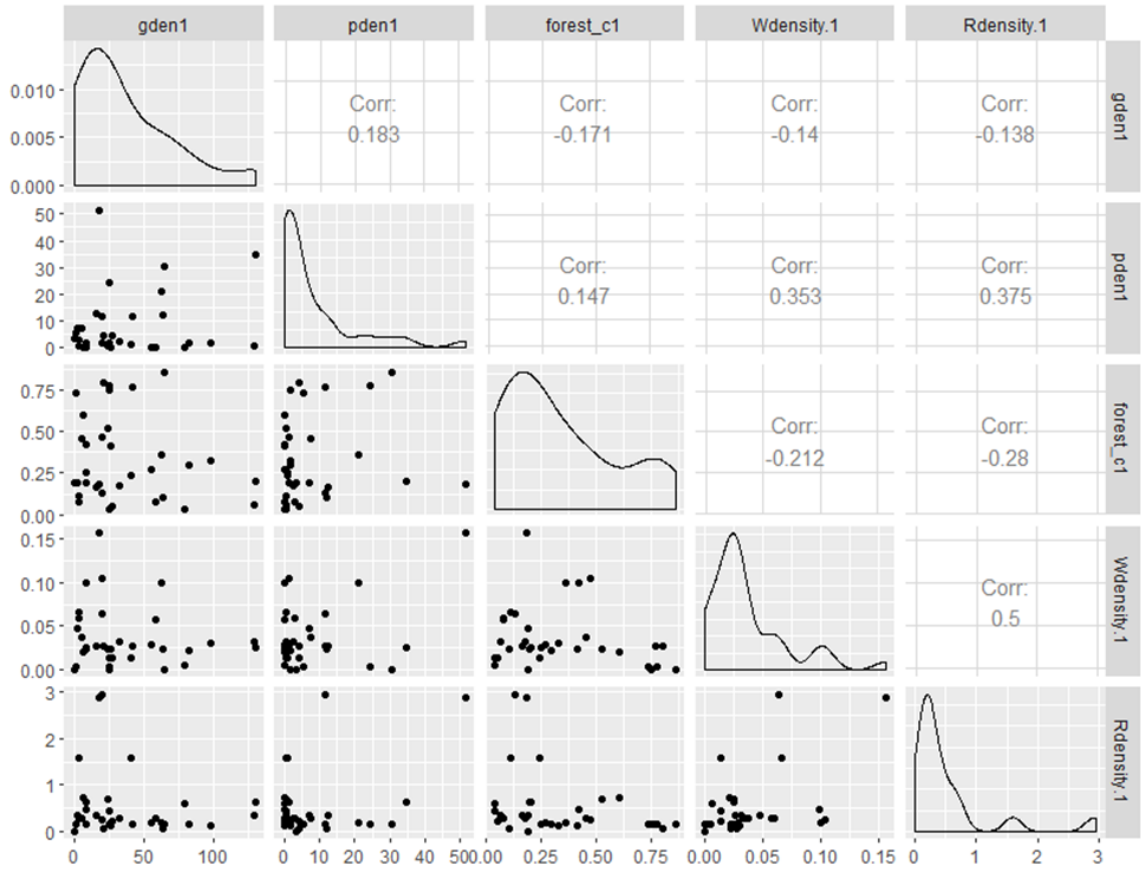 gden1 pden1 forest_c1 Wdensity.1 Rdensity.1
0.010
0.005
0.000
Corr: Corr: Corr: Corr:
0.183 -0.171 -0.14 -0.138
gden1
50
40
30
20
10
0
Corr: Corr: Corr:
0.147 0.353 0.375
pden1
0.75
0.50
0.25
0.00
Corr: Corr:
-0.212 -0.28
forest_c1
0.15
0.10
0.05
0.00
Corr:
0.5
Wdensity.1
3
2
1
0
Rdensity.1
0 50 100 0 10 20 30 40 500.00 0.25 0.50 0.75 0.00 0.05 0.10 0.15 0 1 2 3